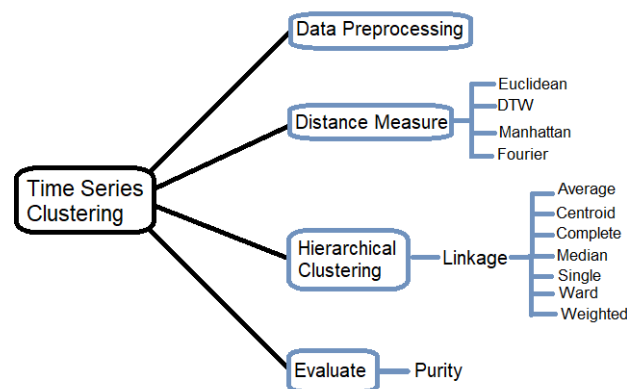 Time Series
Clustering
Data Preprocessing
Distance Measure
Euclidean
DTW
Manhattan
Fourier
Hierarchical
Clustering
Linkage
Average
Centroid
Complete
Median
Single
Ward
Weighted
Evaluate
Purity